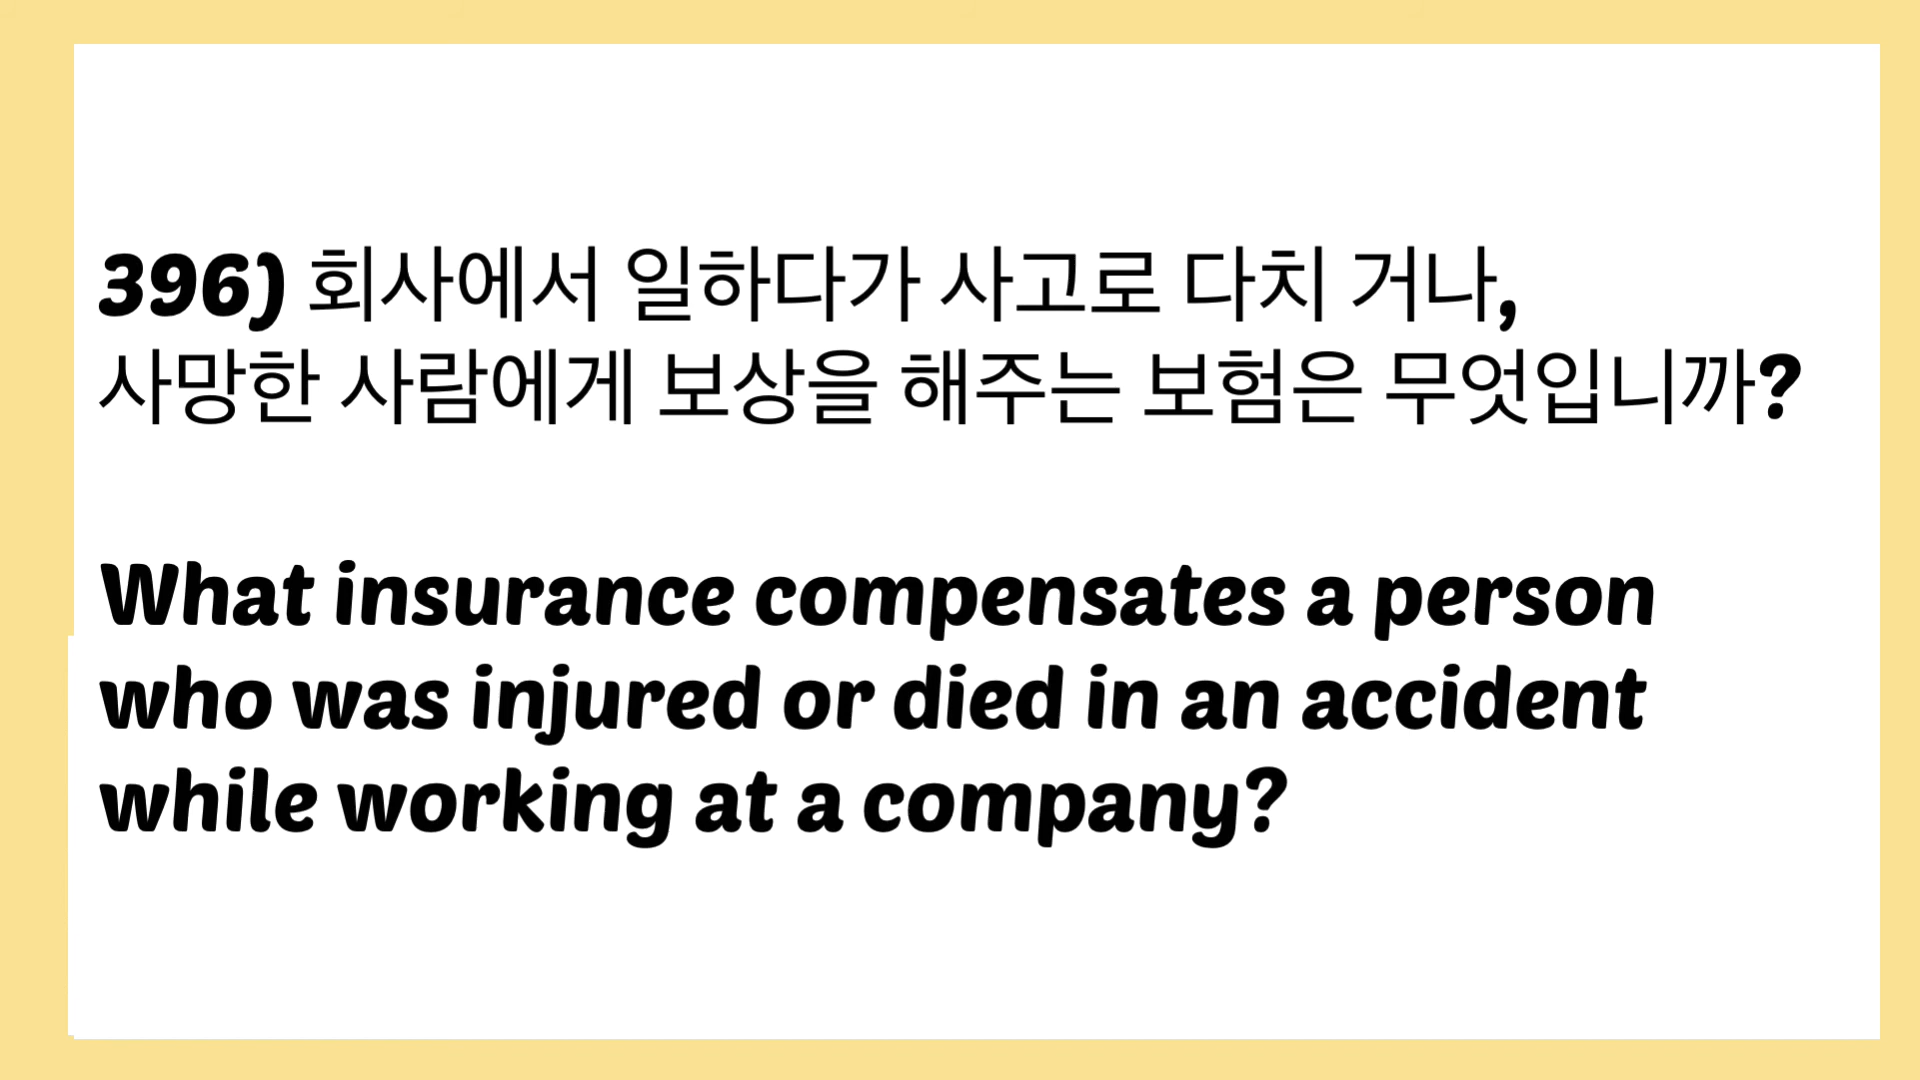 396) 회사에서 일하다가 사고로 다치 거나,
사망한 사람에게 보상을 해주는 보험은 무엇입니까?
What insurance compensates a person
who was injured or died in an accident
while working at a company?